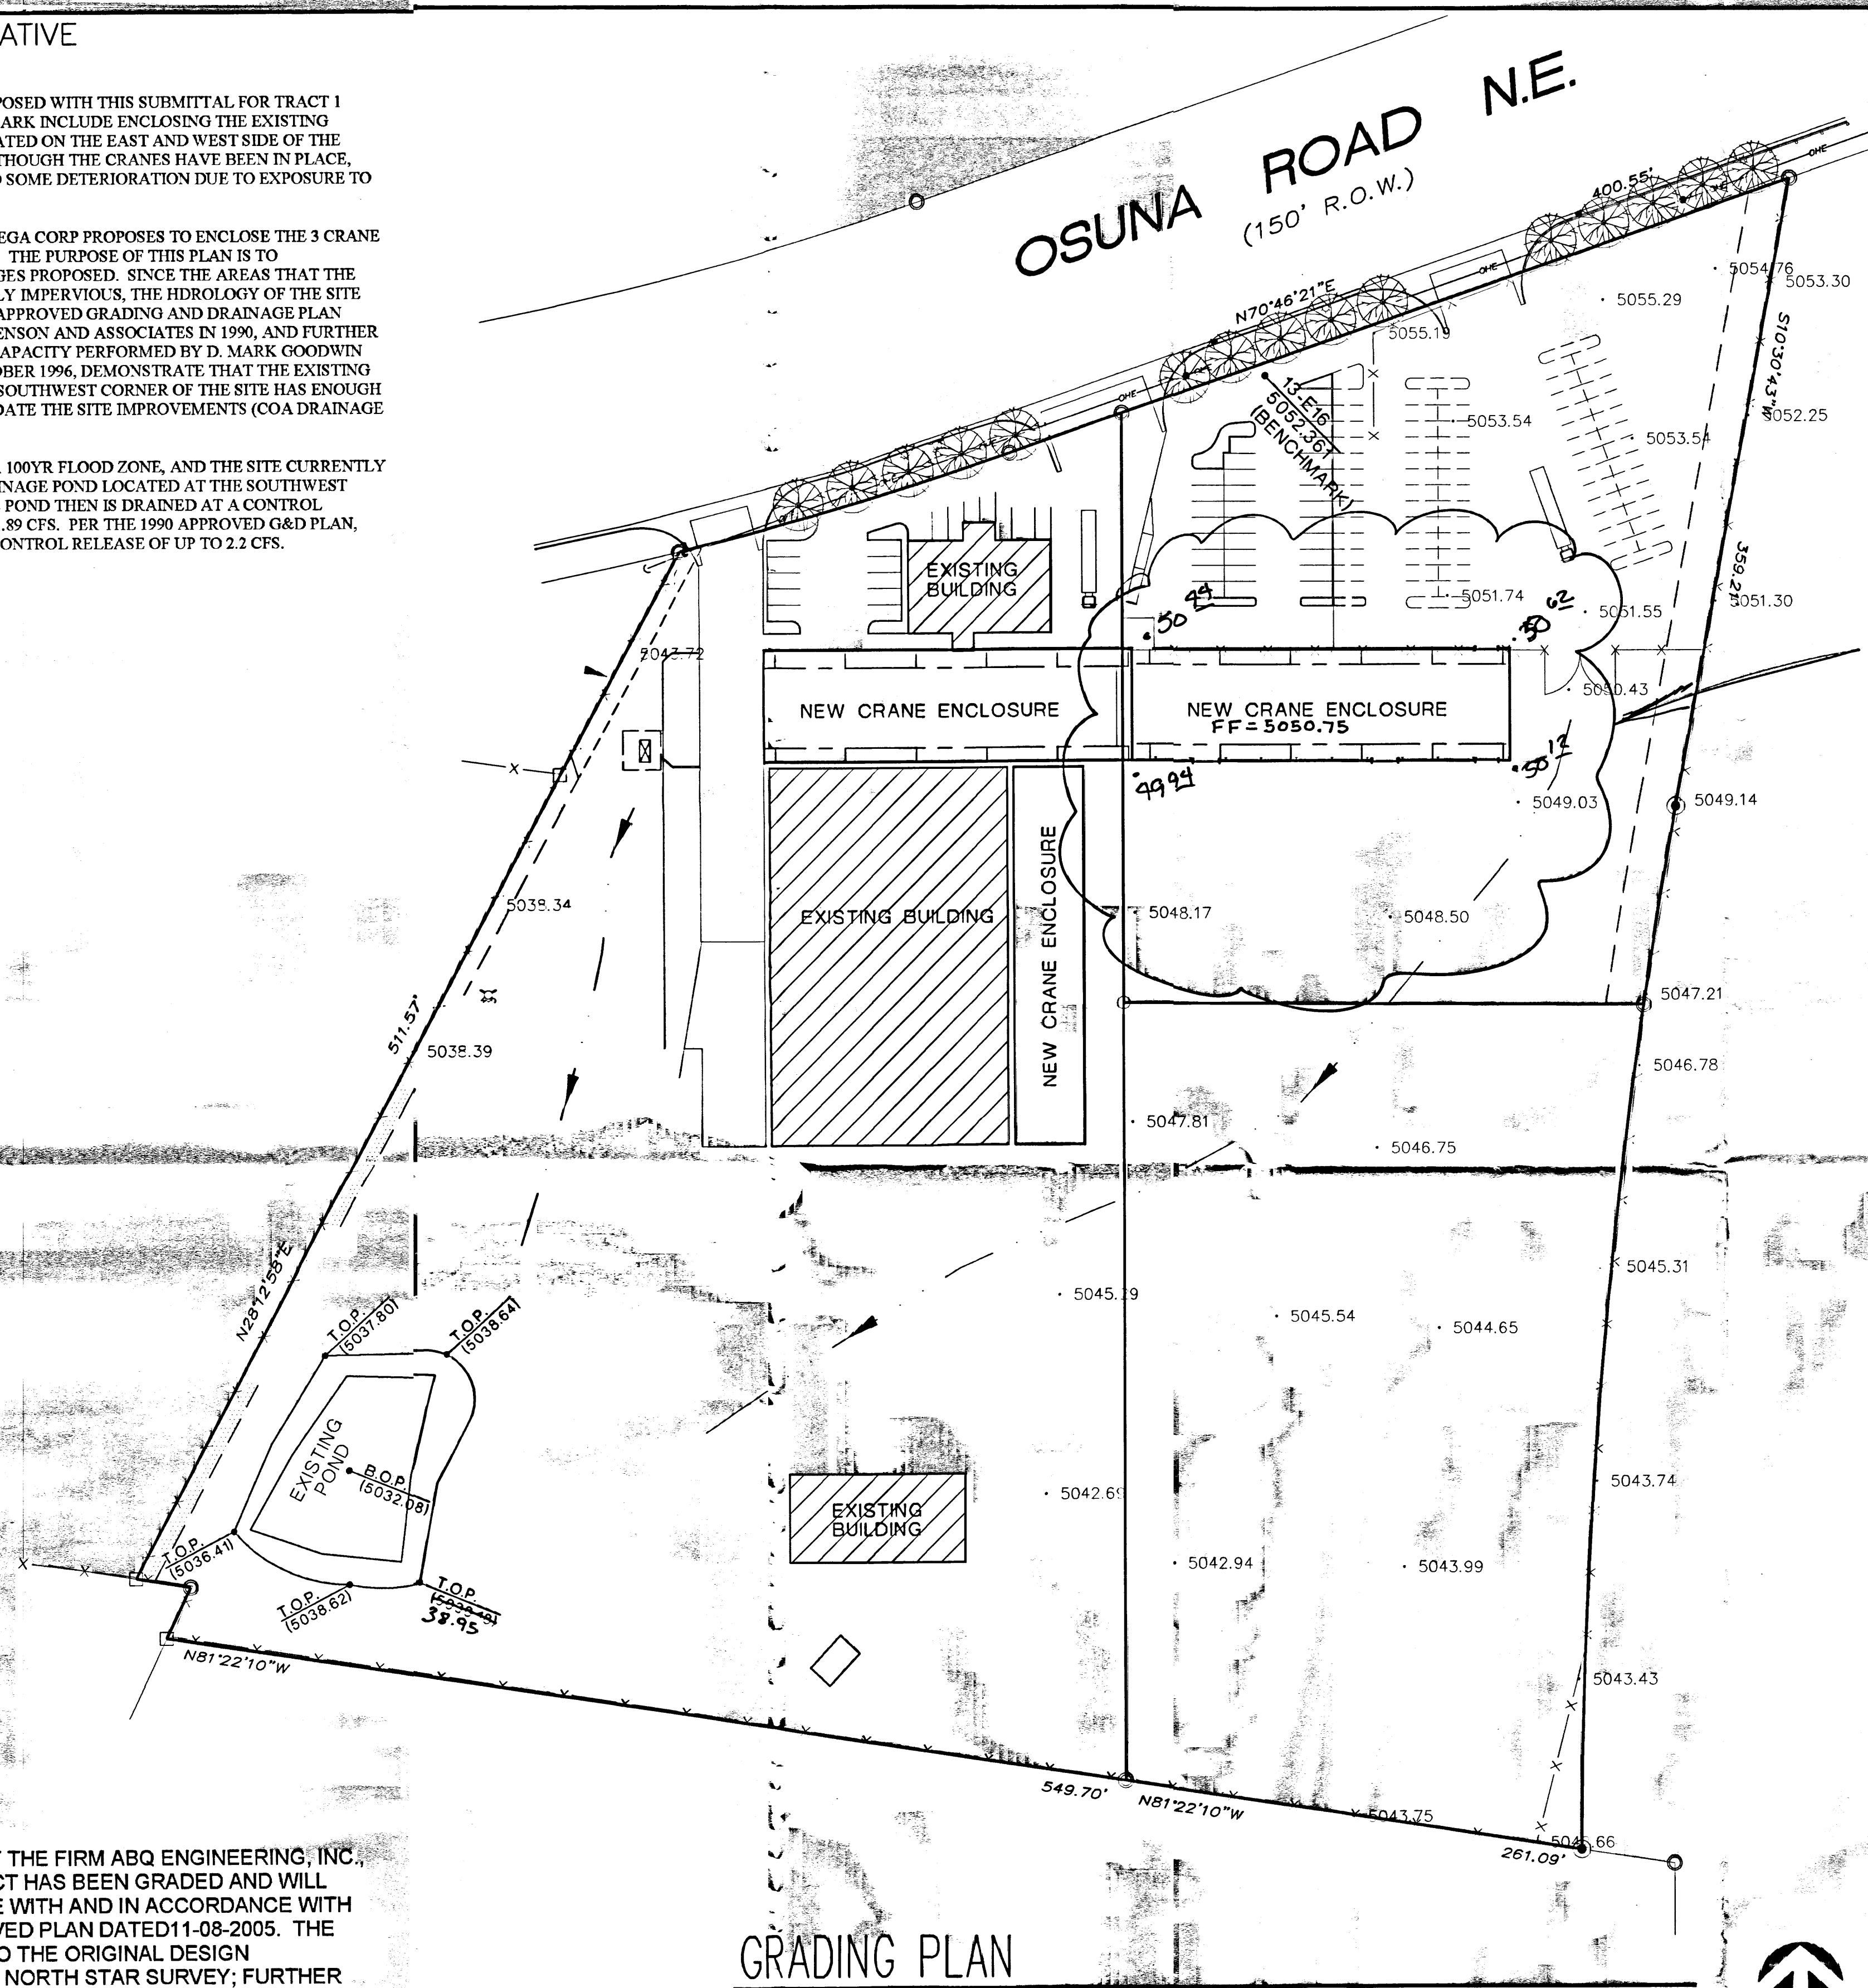 ATIVE
POSED WITH THIS SUBMITTAL FOR TRACT 1
ARK INCLUDE ENCLOSING THE EXISTING
ATED ON THE EAST AND WEST SIDE OF THE
THOUGH THE CRANES HAVE BEEN IN PLACE,
SOME DETERIORATION DUE TO EXPOSURE TO
EGA CORP PROPOSES TO ENCLOSE THE 3 CRANE
THE PURPOSE OF THIS PLAN IS TO
GES PROPOSED. SINCE THE AREAS THAT THE
LY IMPERVIOUS, THE HDROLOGY OF THE SITE
APPROVED GRADING AND DRAINAGE PLAN
ENSON AND ASSOCIATES IN 1990, AND FURTHER
APACITY PERFORMED BY D. MARK GOODWIN
OBER 1996, DEMONSTRATE THAT THE EXISTING
SOUTHWEST CORNER OF THE SITE HAS ENOUGH
DATE THE SITE IMPROVEMENTS (COA DRAINAGE
100YR FLOOD ZONE, AND THE SITE CURRENTLY
INAGE POND LOCATED AT THE SOUTHWEST
POND THEN IS DRAINED AT A CONTROL
.89 CFS. PER THE 1990 APPROVED G&D PLAN,
ONTROL RELEASE OF UP TO 2.2 CFS.
OSUNA ROAD N.E.
(150' R.O.W.)
400.55'
OHE
N70°46'21"E
OHE
OHE
5054.76
5053.30
5055.29
5055.19
S10°30'43"W
13-E16
5052.361
(BENCHMARK)
5053.54
5053.54
5052.25
359.21'
5051.74
5051.55
5051.30
EXISTING
BUILDING
50 44
50 62
5043.72
5050.43
NEW CRANE ENCLOSURE
NEW CRANE ENCLOSURE
FF=5050.75
49 94
50 12
5049.03
5049.14
5038.34
EXISTING BUILDING
NEW CRANE ENCLOSURE
5048.17
5048.50
5047.21
511.57'
5038.39
5046.78
5047.81
5046.75
N28°12'58"E
5045.31
5045.54
5044.65
T.O.P.
(5037.80)
T.O.P.
(5038.64)
EXISTING
POND
B.O.P.
(5032.08)
5043.74
5042.69
EXISTING
BUILDING
5042.94
5043.99
T.O.P.
(5036.41)
T.O.P.
(5038.62)
T.O.P.
38.95
N81°22'10"W
5043.43
549.70'
N81°22'10"W
5043.75
261.09'
THE FIRM ABQ ENGINEERING, INC.,
CT HAS BEEN GRADED AND WILL
E WITH AND IN ACCORDANCE WITH
VED PLAN DATED11-08-2005. THE
O THE ORIGINAL DESIGN
NORTH STAR SURVEY; FURTHER
GRADING PLAN